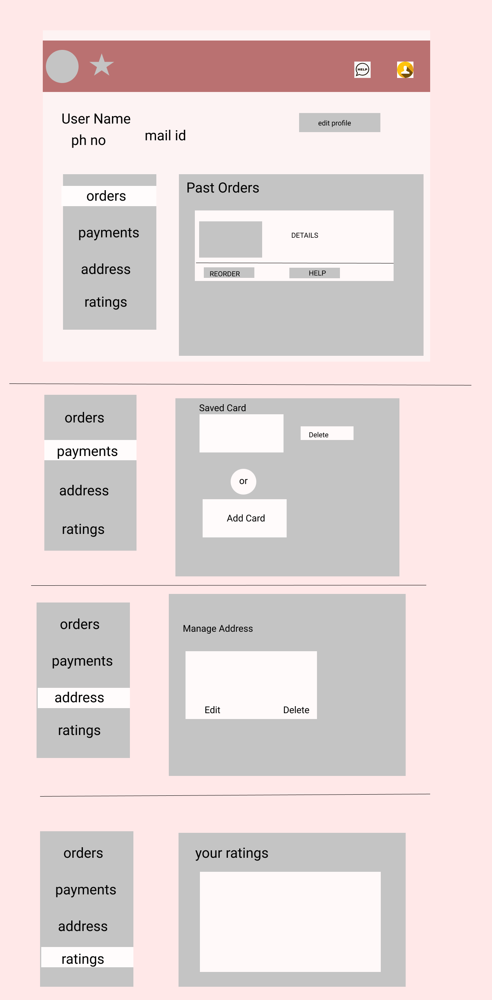 HELP
User Name
ph no
mail id
edit profile
orders
payments
address
ratings
Past Orders
DETAILS
REORDER
HELP
orders
payments
address
ratings
Saved Card
Delete
or
Add Card
orders
payments
address
ratings
Manage Address
Edit
Delete
orders
payments
address
ratings
your ratings